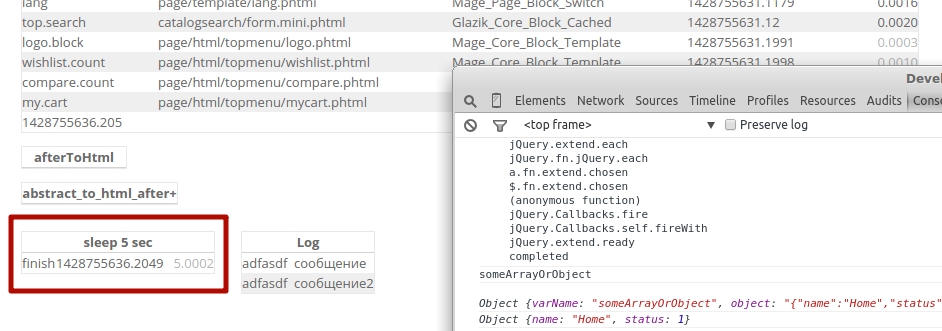 lang page/template/lang.phtml Mage_Page_Block_Switch 1428755631.1179 0.0016
top.search catalogsearch/form.mini.phtml Glazik_Core_Block_Cached 1428755631.12 0.0020
logo.block page/html/topmenu/logo.phtml Mage_Core_Block_Template 1428755631.1991 0.0003
wishlist.count page/html/topmenu/wishlist.phtml Mage_Core_Block_Template 1428755631.1998 0.0010
compare.count page/html/topmenu/compare.phtml
my.cart page/html/topmenu/mycart.phtml
1428755636.205
afterToHtml
abstract_to_html_after+
sleep 5 sec
finish1428755636.2049 5.0002
Log
adfasdf сообщение
adfasdf сообщение2
Elements Network Sources Timeline Profiles Resources Audits
<top frame> ▼ Preserve log
jQuery.extend.each
jQuery.fn.jQuery.each
a.fn.extend.chosen
$.fn.extend.chosen
(anonymous function)
jQuery.Callbacks.fire
jQuery.Callbacks.self.fireWith
jQuery.extend.ready
completed
someArrayOrObject
Object {varName: "someArrayOrObject", object: "{"name":"Home","status"
Object {name: "Home", status: 1}